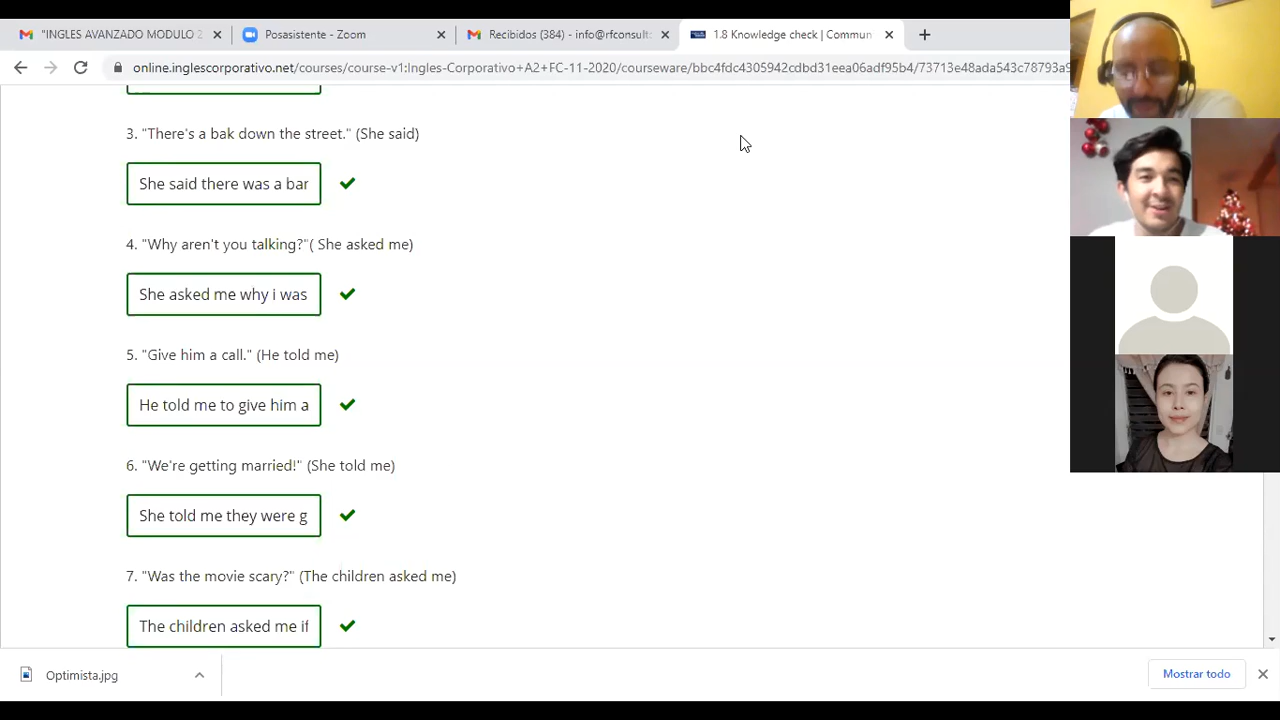 "INGLES AVANZADO MODULO 2
Posasistente - Zoom
Recibidos (384) - info@rfconsult
1.8 Knowledge check | Commun
online.inglescorporativo.net/courses/course-v1:Ingles-Corporativo+A2+FC-11-2020/courseware/bbc4fdc4305942cdbd31eea06adf95b4/73713e48ada543c78793a9
3. "There's a bak down the street." (She said)
She said there was a bar
4. "Why aren't you talking?"( She asked me)
She asked me why i was
5. "Give him a call." (He told me)
He told me to give him a
6. "We're getting married!" (She told me)
She told me they were g
7. "Was the movie scary?" (The children asked me)
The children asked me if
Optimista.jpg
Mostrar todo